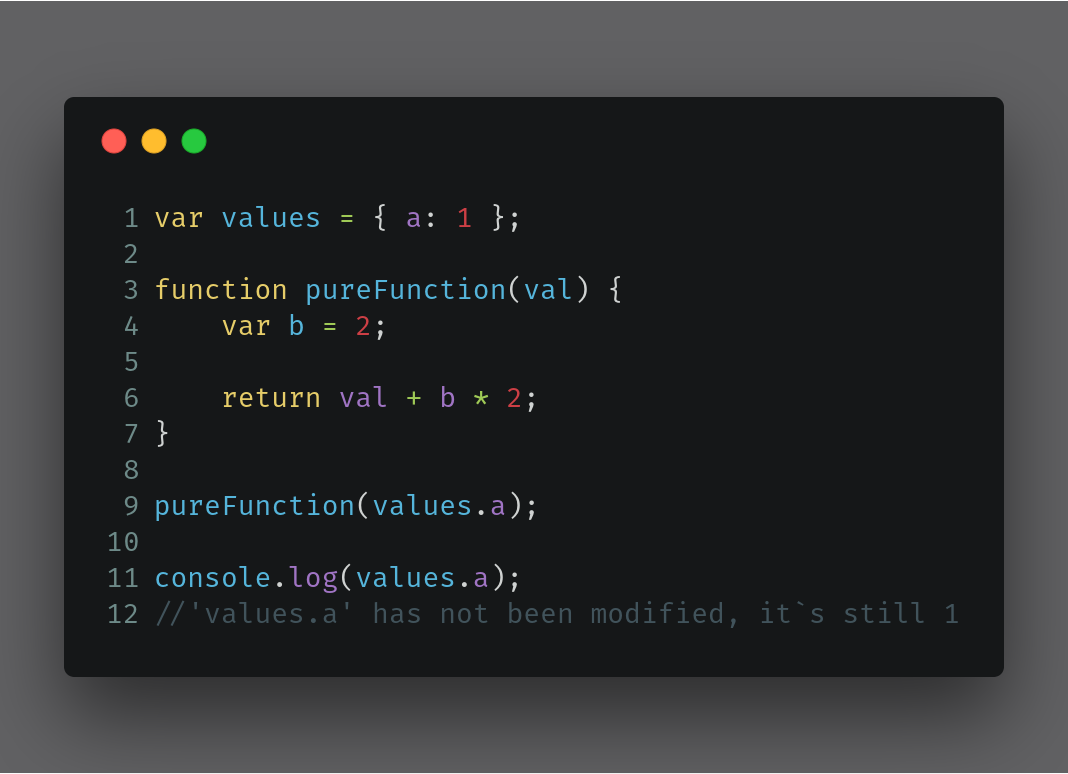 1 var values = { a: 1 };
2
3 function pureFunction(val) {
4     var b = 2;
5
6     return val + b * 2;
7 }
8
9 pureFunction(values.a);
10
11 console.log(values.a);
12 //'values.a' has not been modified, it`s still 1